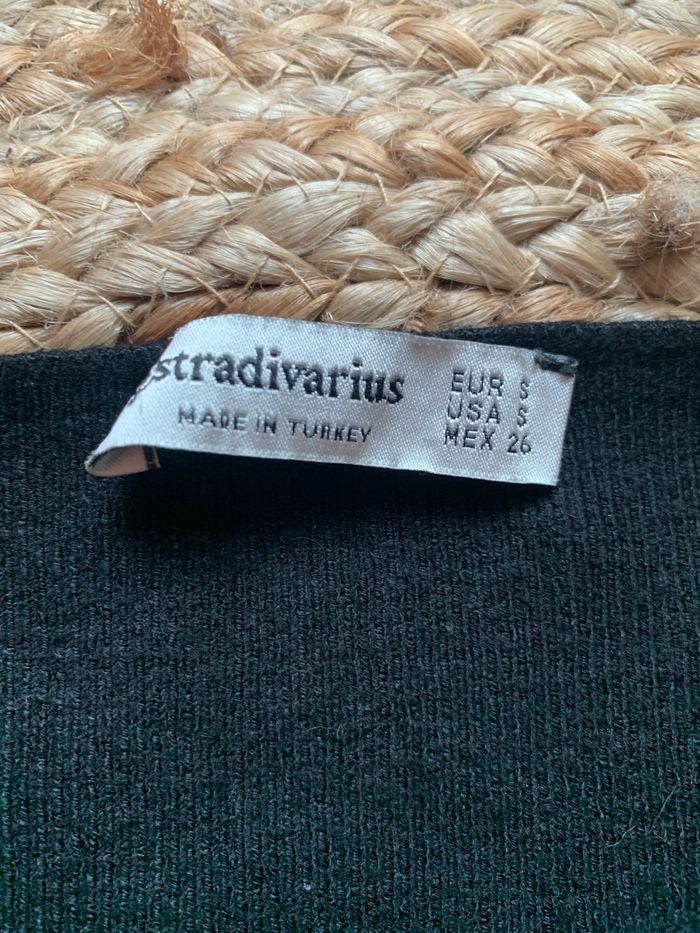 stradivarius
MADE IN TURKEY
EUR S
USA S
MEX 26